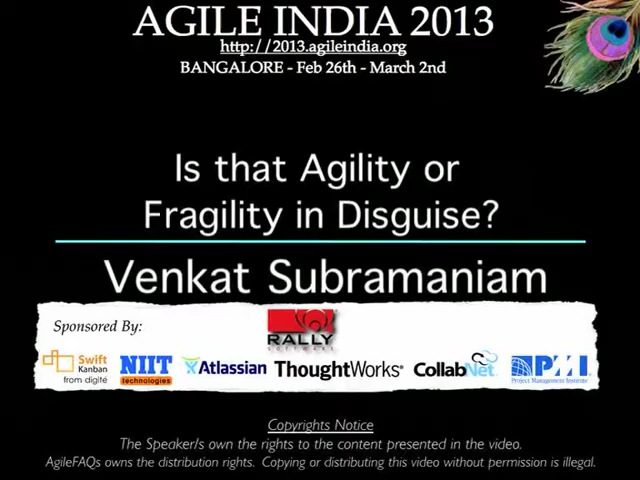 AGILE INDIA 2013
http://2013.agileindia.org
BANGALORE - Feb 26th - March 2nd
Is that Agility or
Fragility in Disguise?
Venkat Subramaniam
Sponsored By:
RALLY
SOFTWARE
Swift
Kanban
from digité
NIIT
technologies
Atlassian
ThoughtWorks®
CollabNet
PMI
Project Management Institute
Copyrights Notice
The Speaker/s own the rights to the content presented in the video.
AgileFAQs owns the distribution rights. Copying or distributing this video without permission is illegal.